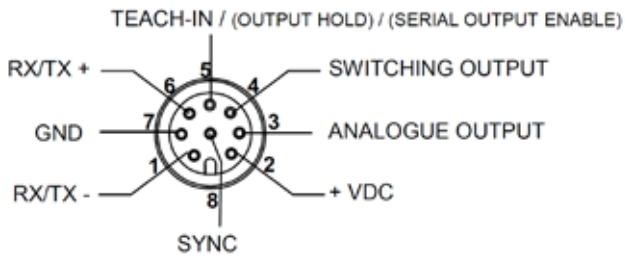 TEACH-IN / (OUTPUT HOLD) / (SERIAL OUTPUT ENABLE)
RX/TX +
6
5
4
SWITCHING OUTPUT
GND
7
3
ANALOGUE OUTPUT
RX/TX -
1
2
+ VDC
8
SYNC